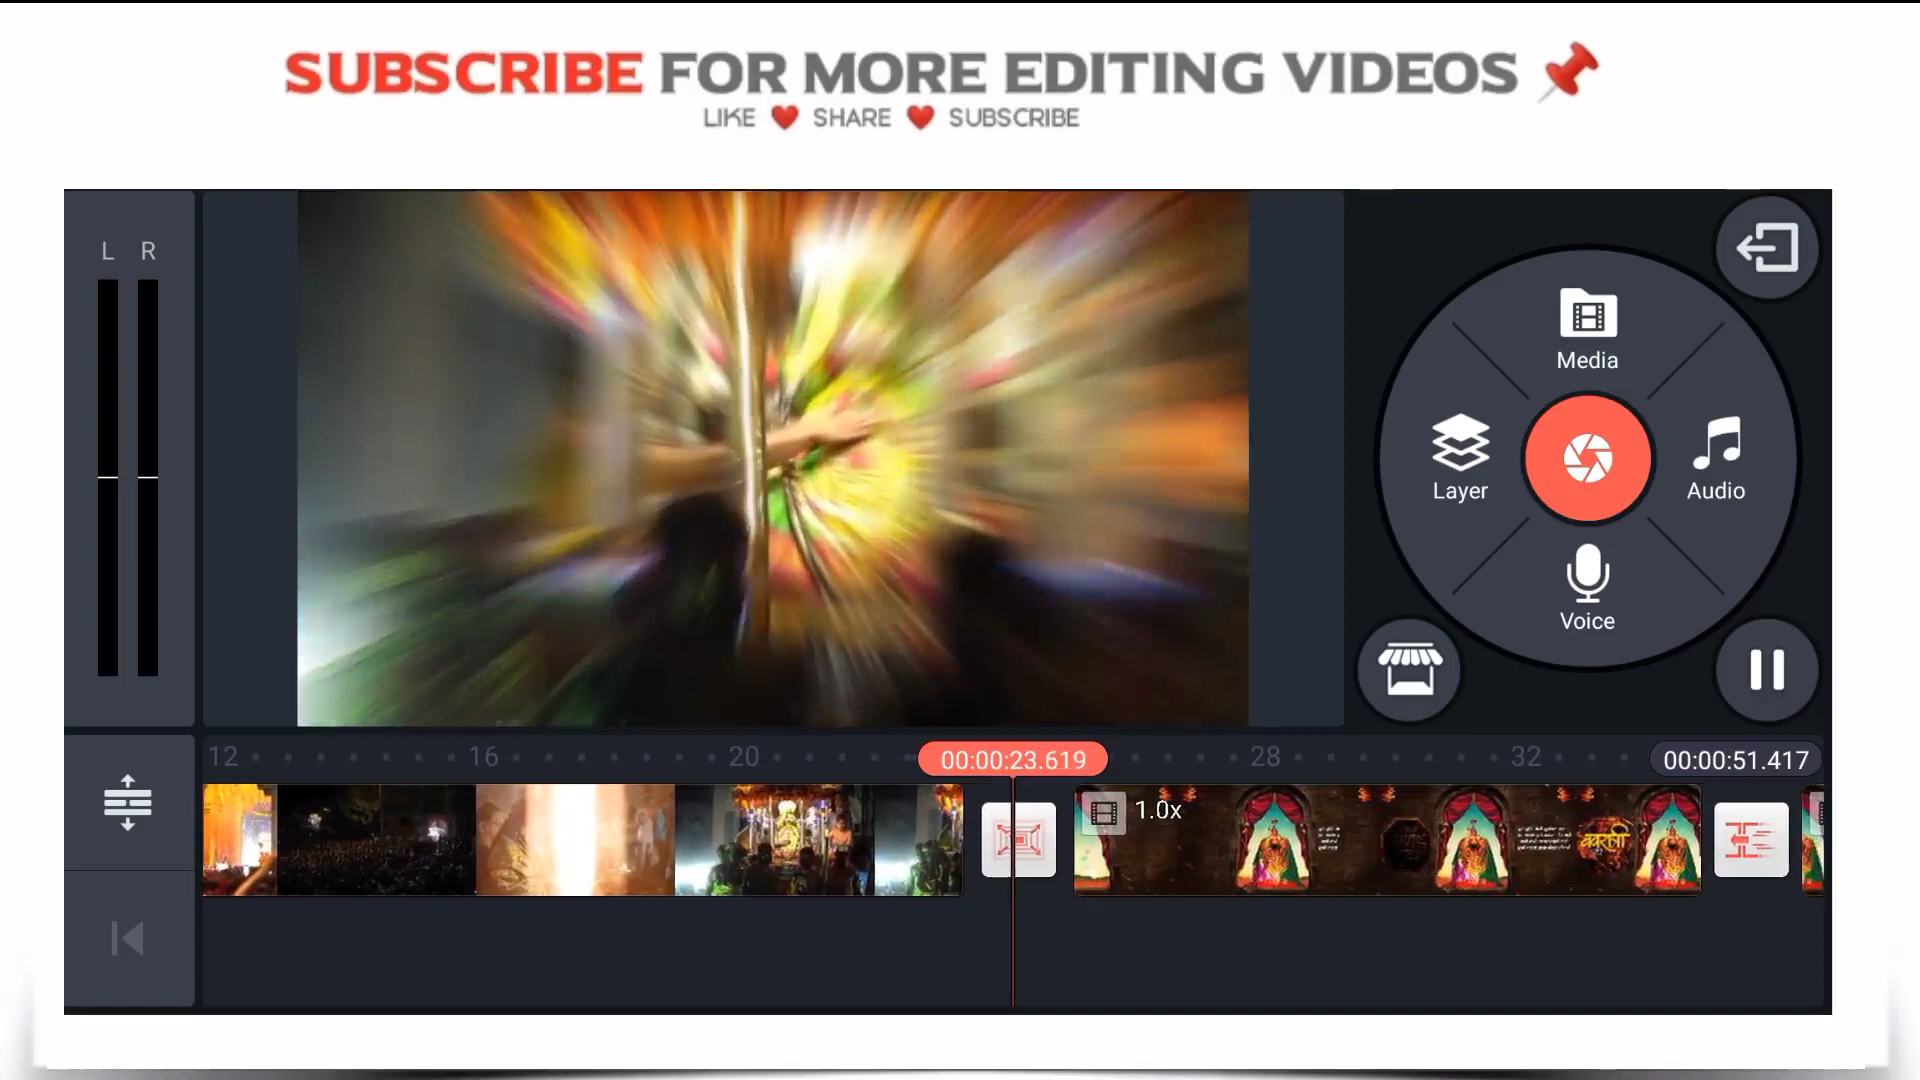 SUBSCRIBE FOR MORE EDITING VIDEOS
LIKE SHARE SUBSCRIBE
L R
Media
Layer
Audio
Voice
12 16 20 00:00:23.619 28 32 00:00:51.417
1.0x